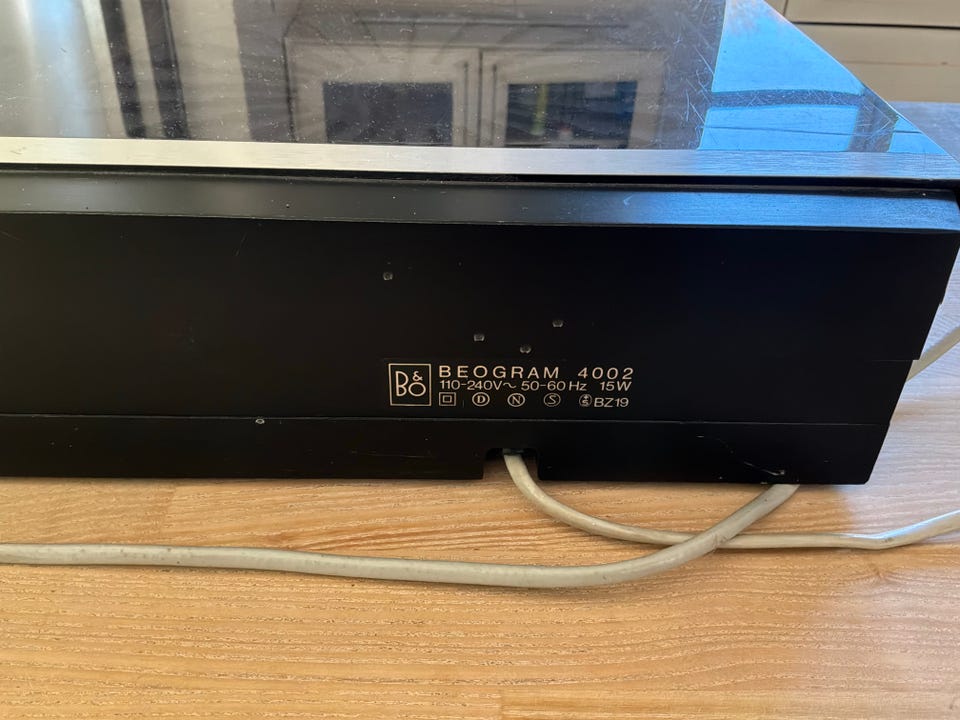 B&O BEOGRAM 4002
110-240V~ 50-60Hz 15W
D N S S BZ19